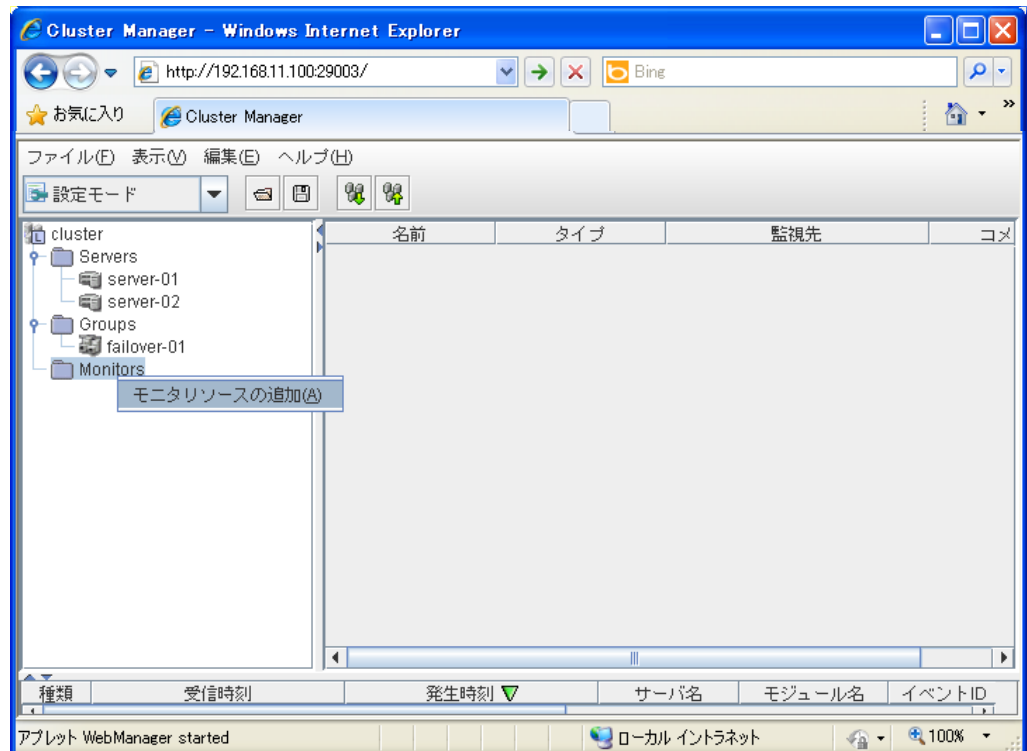 Cluster Manager - Windows Internet Explorer
http://192.168.11.100:29003/
Bing
お気に入り
Cluster Manager
ファイル(F) 表示(V) 編集(E) ヘルプ(H)
設定モード
cluster
Servers
server-01
server-02
Groups
failover-01
Monitors
モニタリソースの追加(A)
名前 タイプ 監視先 コメ
種類 受信時刻 発生時刻 サーバ名 モジュール名 イベントID
アプレット WebManager started ローカル イントラネット 100%